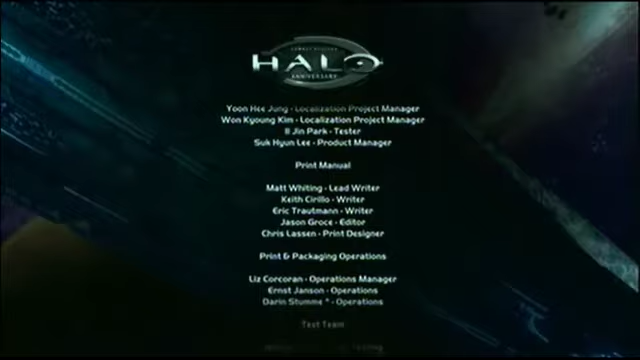 COMBAT EVOLVED
HALO
ANNIVERSARY
Yoon Hee Jung - Localization Project Manager
Won Kyoung Kim - Localization Project Manager
Il Jin Park - Tester
Suk Hyun Lee - Product Manager
Print Manual
Matt Whiting - Lead Writer
Keith Cirillo - Writer
Eric Trautmann - Writer
Jason Groce - Editor
Chris Lassen - Print Designer
Print & Packaging Operations
Liz Corcoran - Operations Manager
Ernst Janson - Operations
Darin Stumme * - Operations
Test Team